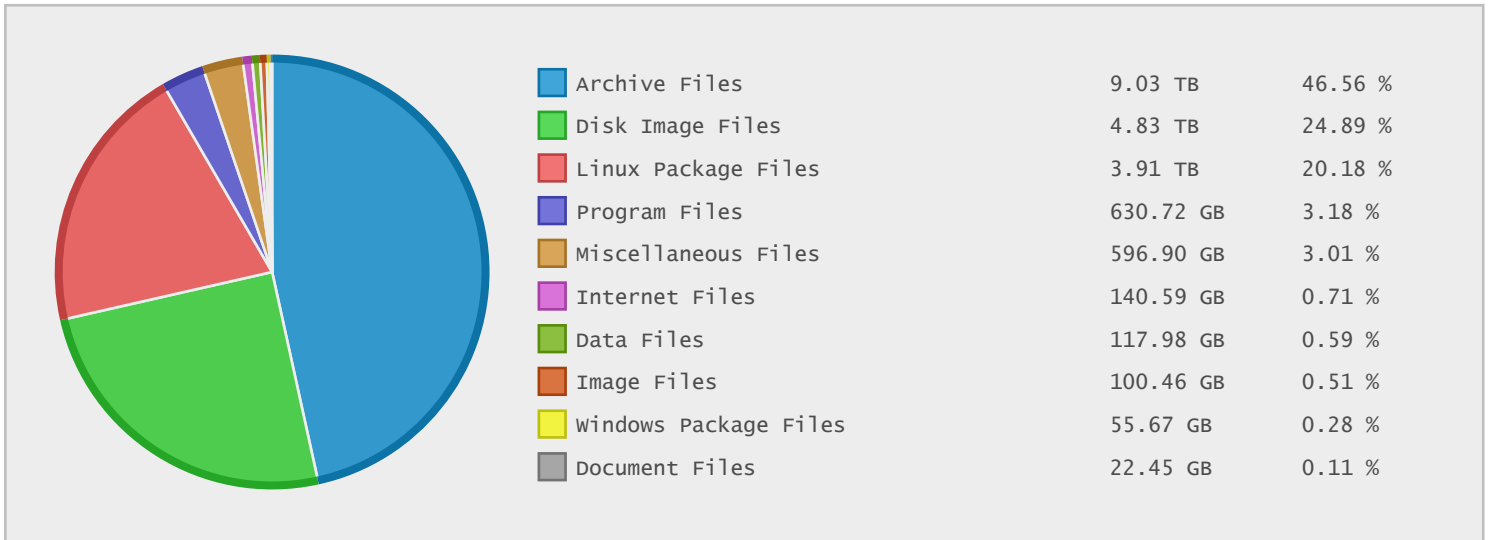 Archive Files 9.03 TB 46.56 %
Disk Image Files 4.83 TB 24.89 %
Linux Package Files 3.91 TB 20.18 %
Program Files 630.72 GB 3.18 %
Miscellaneous Files 596.90 GB 3.01 %
Internet Files 140.59 GB 0.71 %
Data Files 117.98 GB 0.59 %
Image Files 100.46 GB 0.51 %
Windows Package Files 55.67 GB 0.28 %
Document Files 22.45 GB 0.11 %